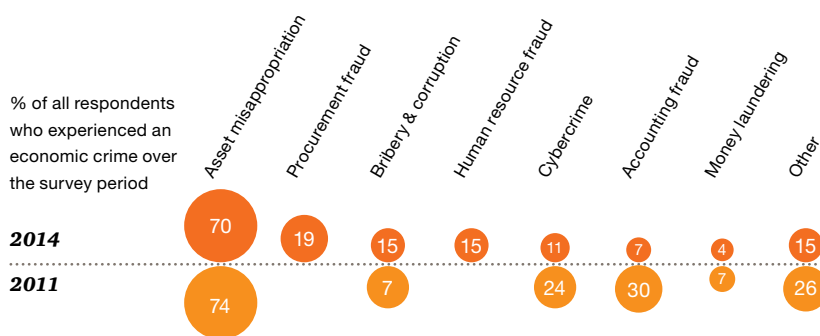 % of all respondents
who experienced an
economic crime over
the survey period
Asset misappropriation
Procurement fraud
Bribery & corruption
Human resource fraud
Cybercrime
Accounting fraud
Money laundering
Other
2014
70
19
15
15
11
7
4
15
2011
74
7
24
30
7
26